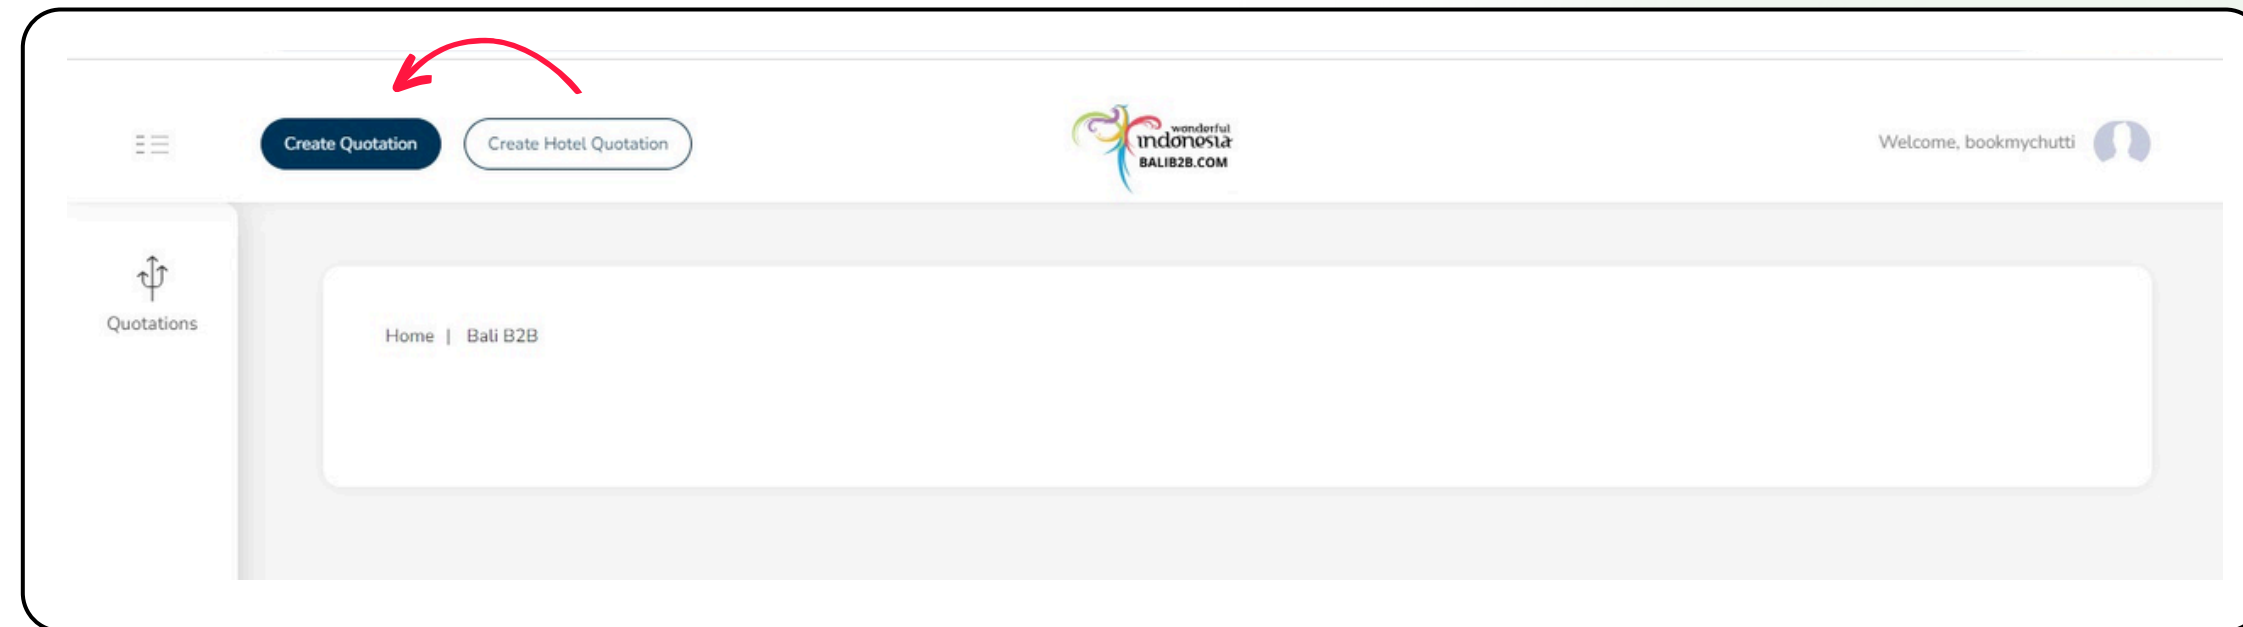 Create Quotation
Create Hotel Quotation
wonderful
indonesia
BALIB2B.COM
Welcome, bookmychutti
Quotations
Home | Bali B2B